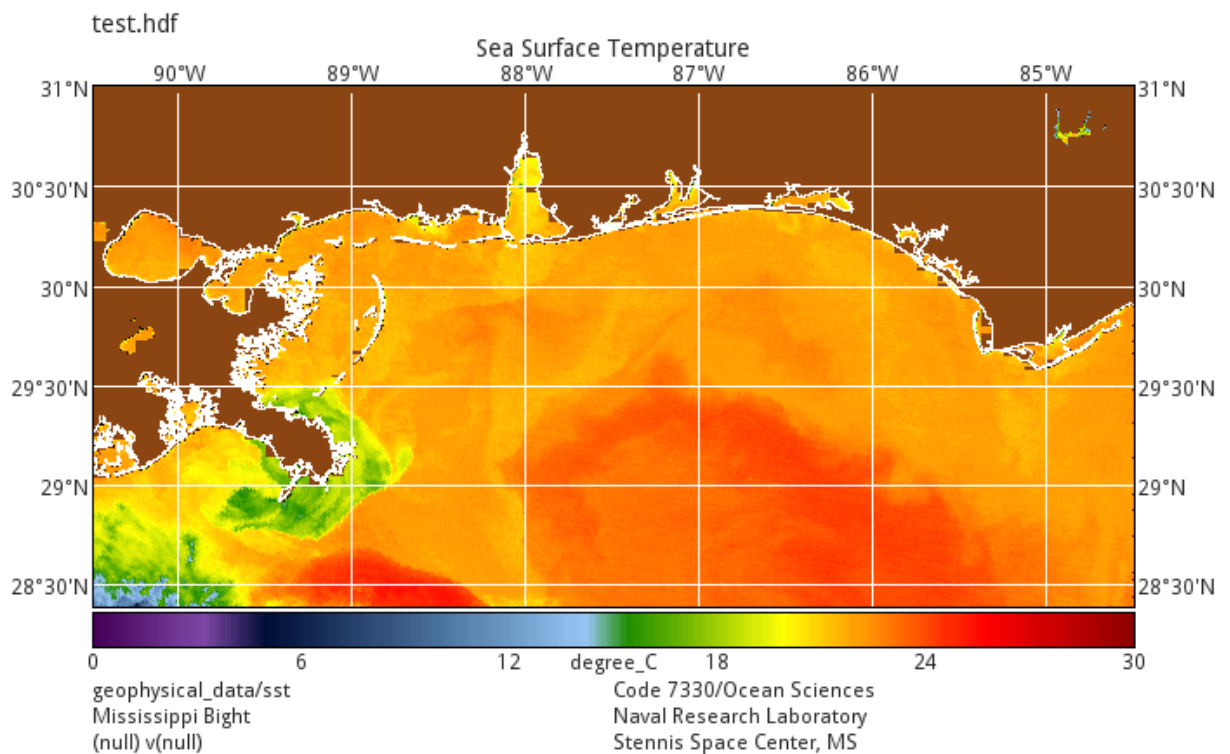 test.hdf
Sea Surface Temperature
90°W 89°W 88°W 87°W 86°W 85°W
31°N 31°N
30°30'N 30°30'N
30°N 30°N
29°30'N 29°30'N
29°N 29°N
28°30'N 28°30'N
0 6 12 degree_C 18 24 30
geophysical_data/sst Code 7330/Ocean Sciences
Mississippi Bight Naval Research Laboratory
(null) v(null) Stennis Space Center, MS